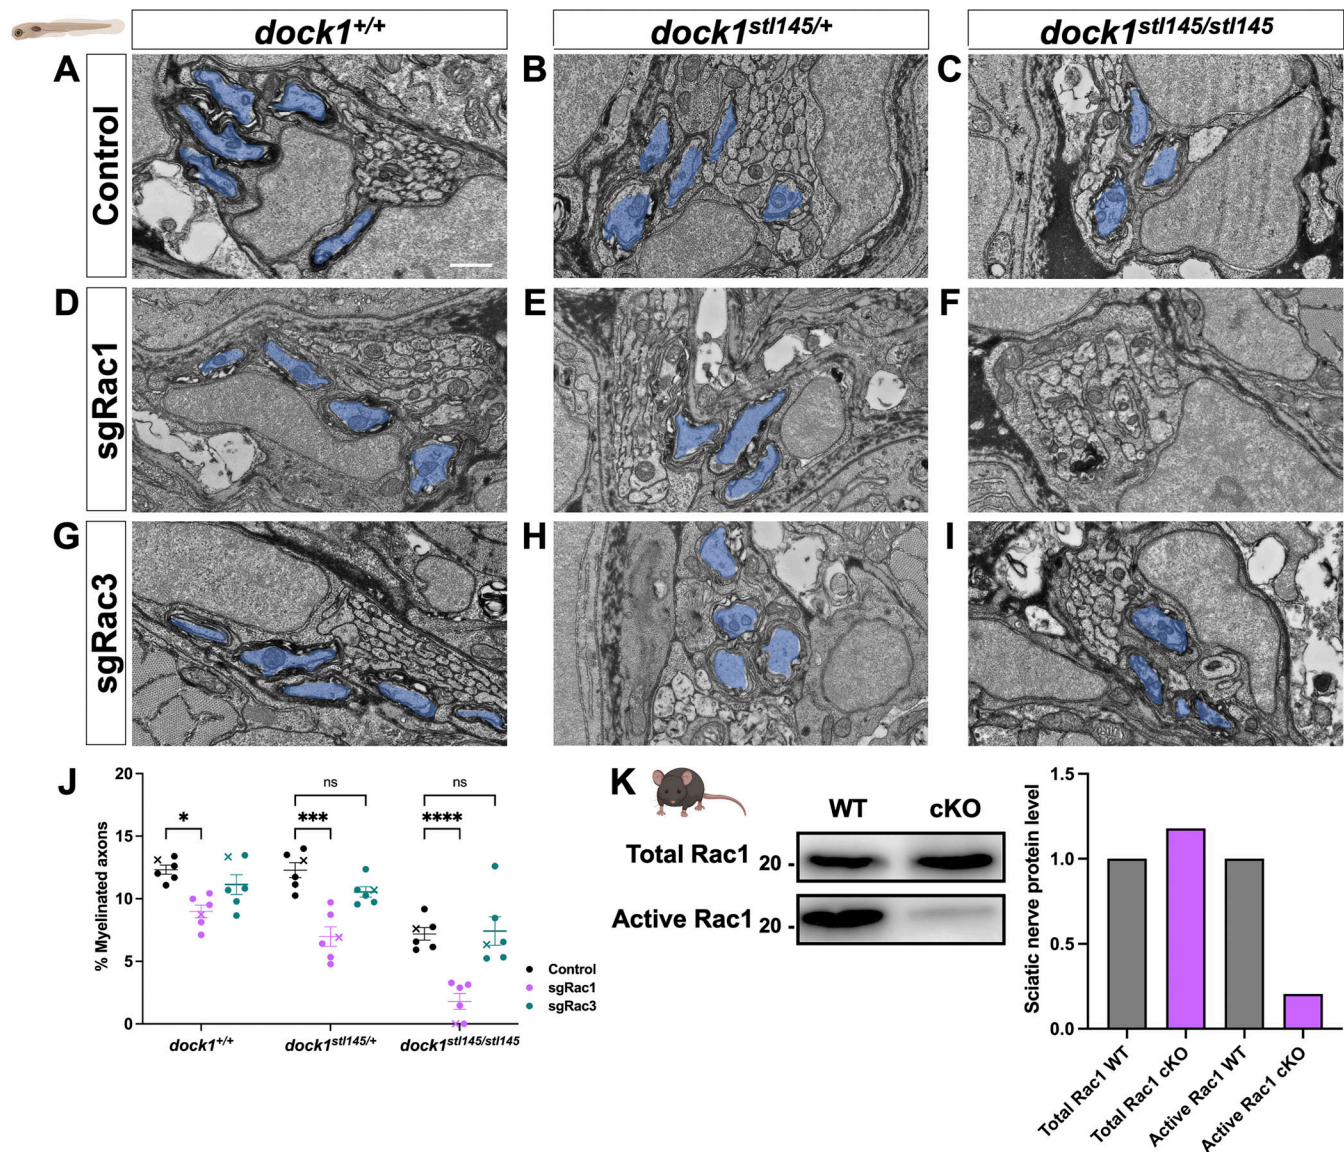 dock1+/+
dock1stl145/+
dock1stl145/stl145
Control
A
B
C
sgRac1
D
E
F
sgRac3
G
H
I
J
20
15
10
5
0
% Myelinated axons
*
ns
***
ns
****
dock1+/+
dock1stl145/+
dock1stl145/stl145
Control
sgRac1
sgRac3
K
WT
cKO
Total Rac1
20 -
Active Rac1
20 -
Sciatic nerve protein level
1.5
1.0
0.5
0.0
Total Rac1 WT
Total Rac1 cKO
Active Rac1 WT
Active Rac1 cKO